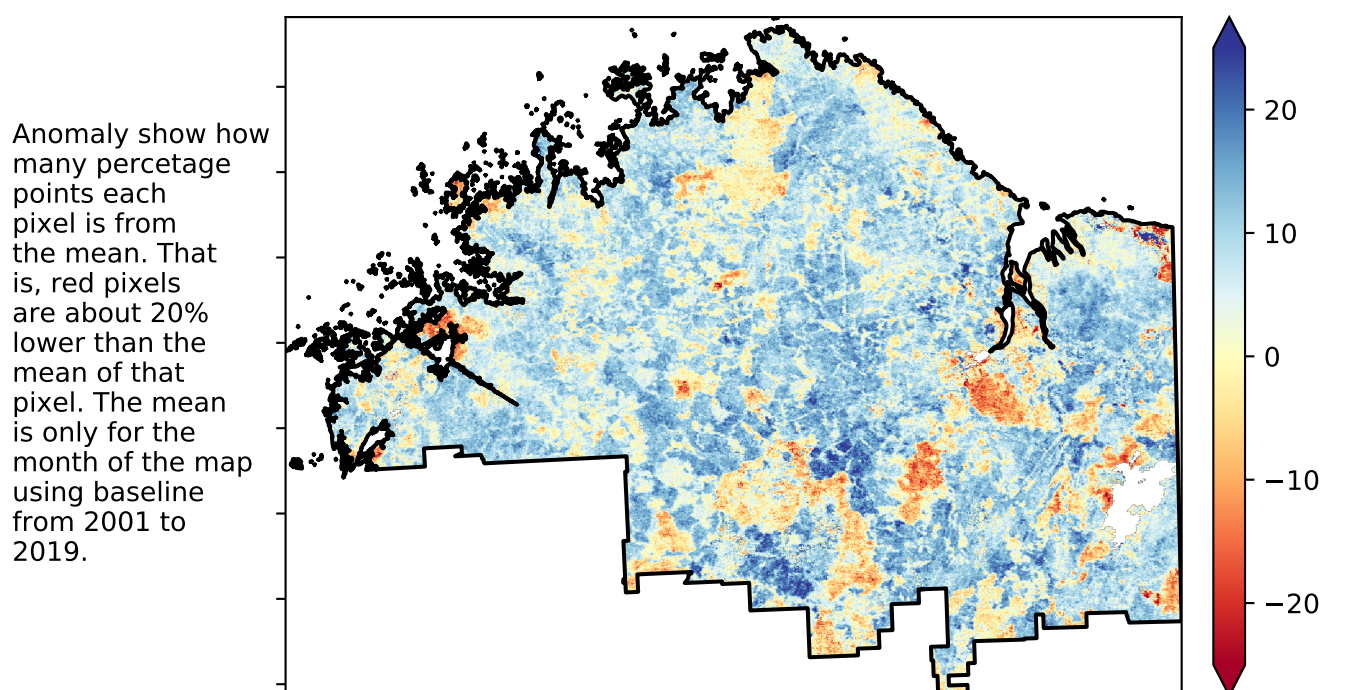 Anomaly show how
many percetage
points each
pixel is from
the mean. That
is, red pixels
are about 20%
lower than the
mean of that
pixel. The mean
is only for the
month of the map
using baseline
from 2001 to
2019.
20
10
0
−10
−20